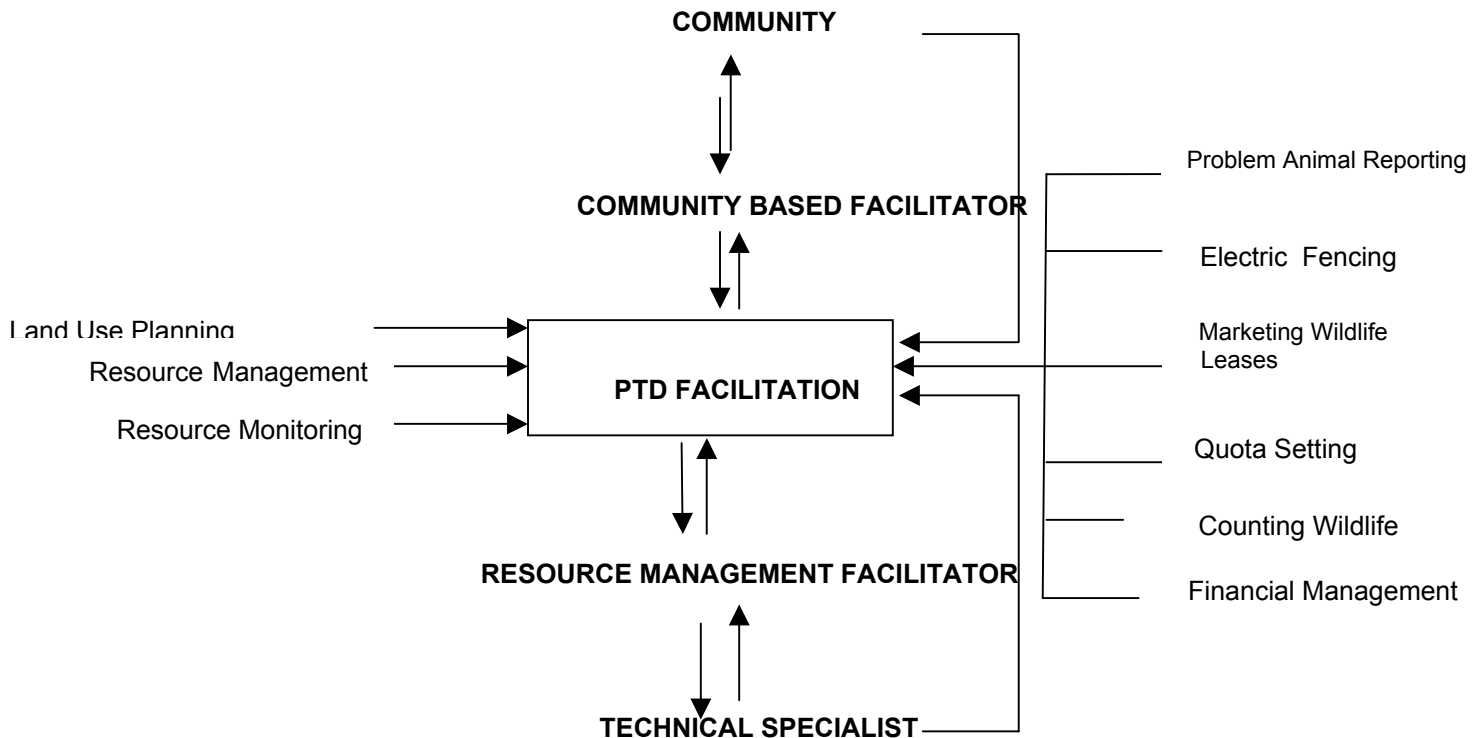 COMMUNITY
Problem Animal Reporting
COMMUNITY BASED FACILITATOR
Electric Fencing
Land Use Planning
Marketing Wildlife
Leases
Resource Management
PTD FACILITATION
Resource Monitoring
Quota Setting
Counting Wildlife
RESOURCE MANAGEMENT FACILITATOR
Financial Management
TECHNICAL SPECIALIST